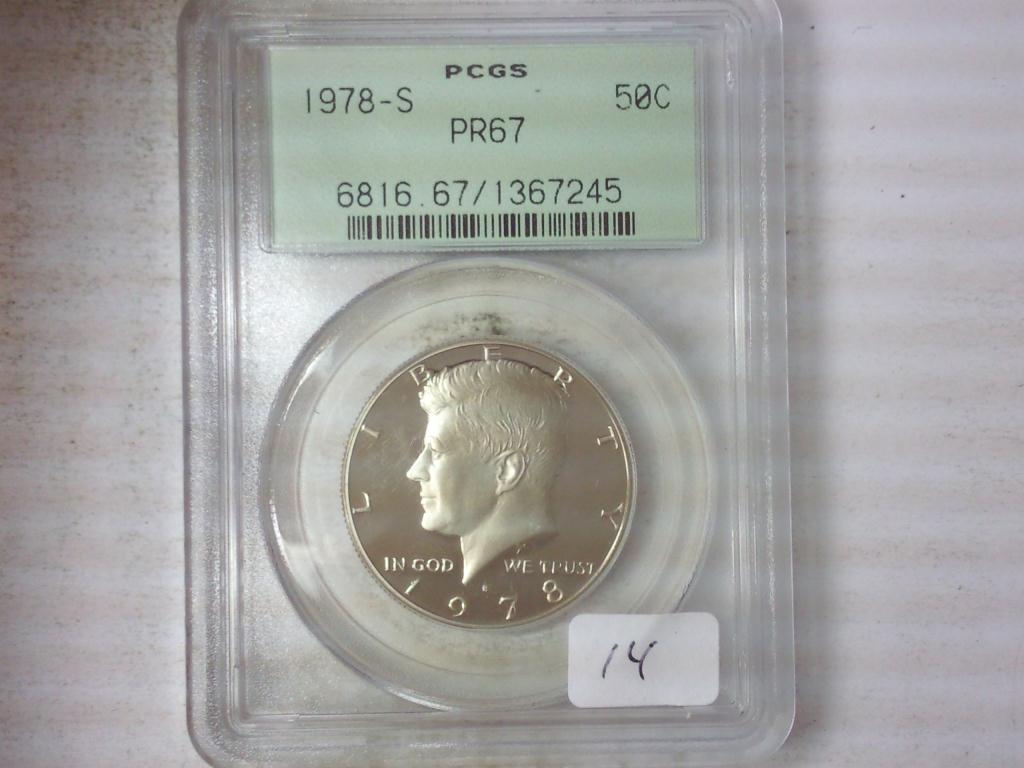 PCGS
1978-S 50C
PR67
6816.67/1367245
LIBERTY
IN GOD WE TRUST
S
1978
14